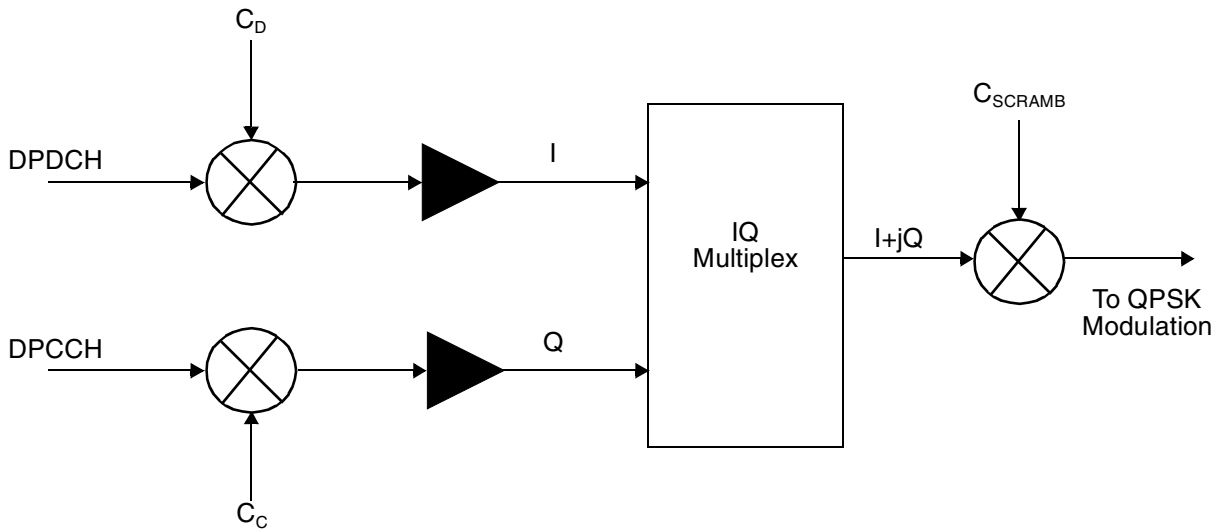 C_D
C_SCRAMB
DPDCH
I
IQ
Multiplex
I+jQ
To QPSK
Modulation
DPCCH
Q
C_C